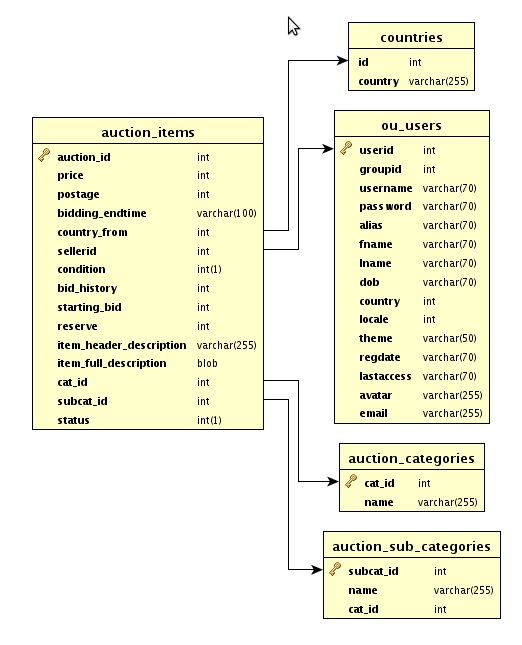 countries
id int
country varchar(255)
auction_items
auction_id int
price int
postage int
bidding_endtime varchar(100)
country_from int
sellerid int
condition int(1)
bid_history int
starting_bid int
reserve int
item_header_description varchar(255)
item_full_description blob
cat_id int
subcat_id int
status int(1)
ou_users
userid int
groupid int
username varchar(70)
password varchar(70)
alias varchar(70)
fname varchar(70)
lname varchar(70)
dob varchar(70)
country int
locale int
theme varchar(50)
regdate varchar(70)
lastaccess varchar(70)
avatar varchar(255)
email varchar(255)
auction_categories
cat_id int
name varchar(255)
auction_sub_categories
subcat_id int
name varchar(255)
cat_id int